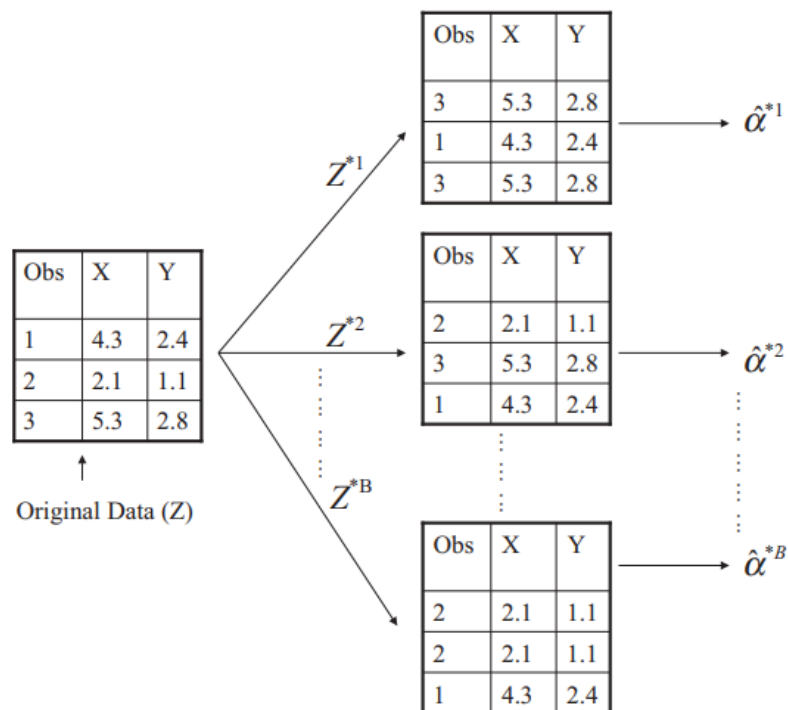 Obs X Y
3 5.3 2.8
1 4.3 2.4
3 5.3 2.8
α̂*1
Z*1
Obs X Y
1 4.3 2.4
2 2.1 1.1
3 5.3 2.8
Original Data (Z)
Z*2
Obs X Y
2 2.1 1.1
3 5.3 2.8
1 4.3 2.4
α̂*2
Z*B
Obs X Y
2 2.1 1.1
2 2.1 1.1
1 4.3 2.4
α̂*B